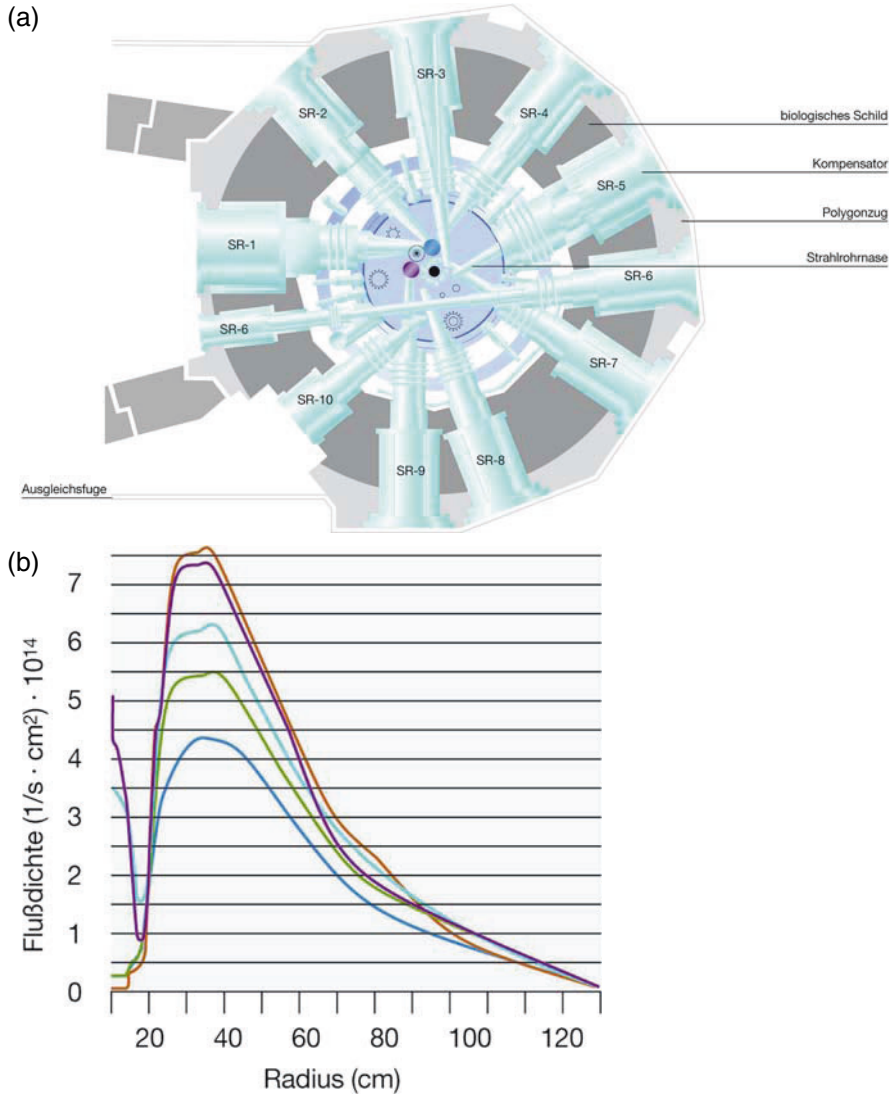 (a)
SR-3
SR-2
SR-4
biologisches Schild
Kompensator
SR-5
Polygonzug
SR-1
Strahlrohrnase
SR-6
SR-6
SR-7
SR-10
SR-8
SR-9
Ausgleichsfuge
(b)
Flußdichte (1/s · cm²) · 10¹⁴
7
6
5
4
3
2
1
0
20 40 60 80 100 120
Radius (cm)